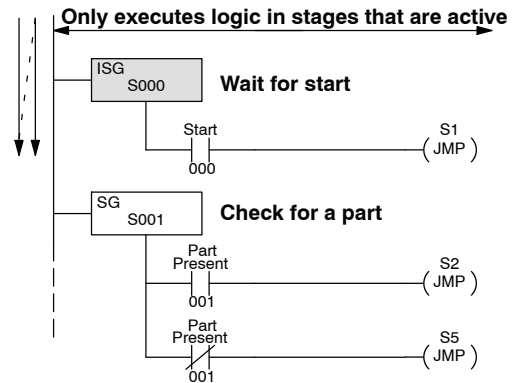 Only executes logic in stages that are active
ISG
S000
Wait for start
Start
000
S1
JMP
SG
S001
Check for a part
Part
Present
001
S2
JMP
Part
Present
001
S5
JMP